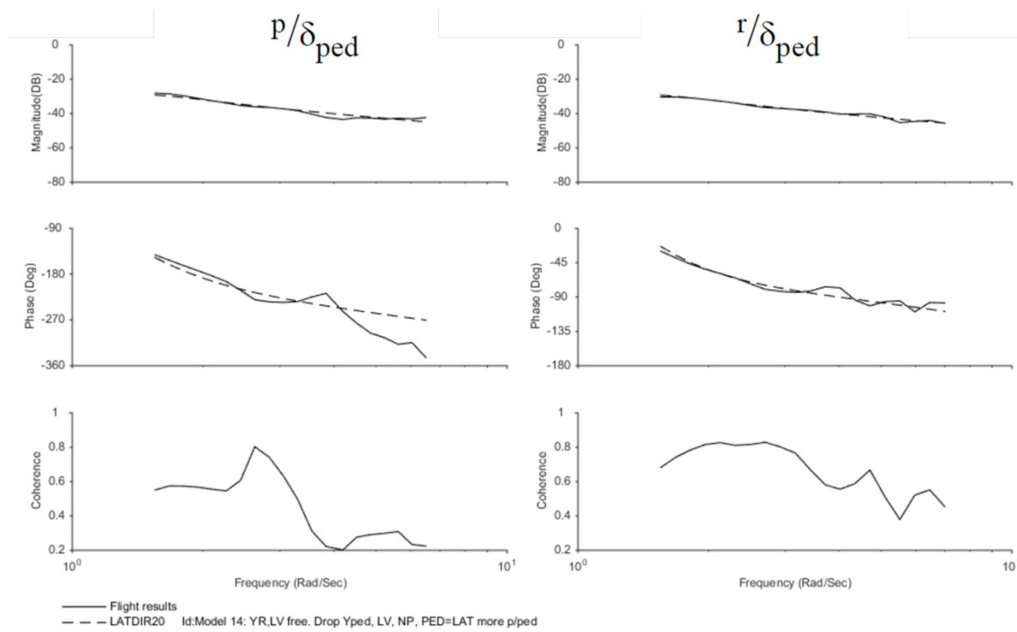 p/δped
r/δped
0
-20
-40
-60
-80
Magnitude(DB)
0
-20
-40
-60
-80
Magnitude(DB)
-90
-180
-270
-360
Phase (Dog)
0
-45
-90
-135
-180
Phase (Dog)
1
0.8
0.6
0.4
0.2
Coherence
10⁰
10¹
Frequency (Rad/Sec)
1
0.8
0.6
0.4
0.2
Coherence
10⁰
10
Frequency (Rad/Sec)
Flight results
LATDIR20 Id:Model 14: YR,LV free. Drop Yped, LV, NP, PED=LAT more p/ped